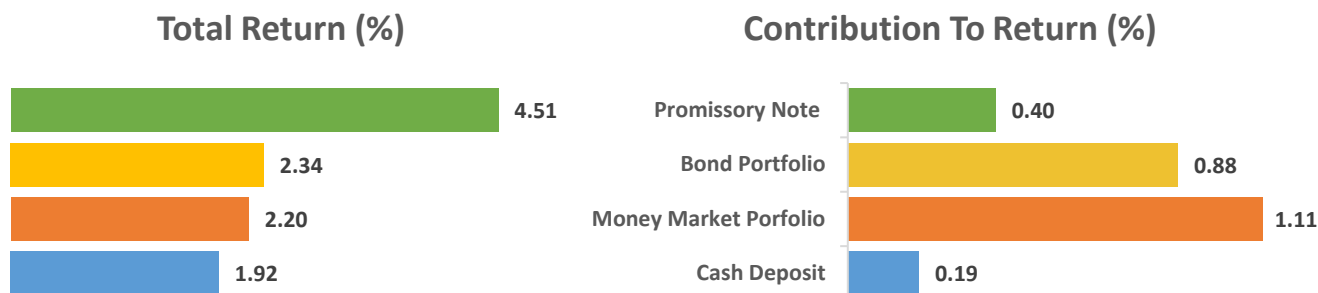 Total Return (%)
Contribution To Return (%)
4.51
Promissory Note
0.40
2.34
Bond Portfolio
0.88
2.20
Money Market Porfolio
1.11
1.92
Cash Deposit
0.19